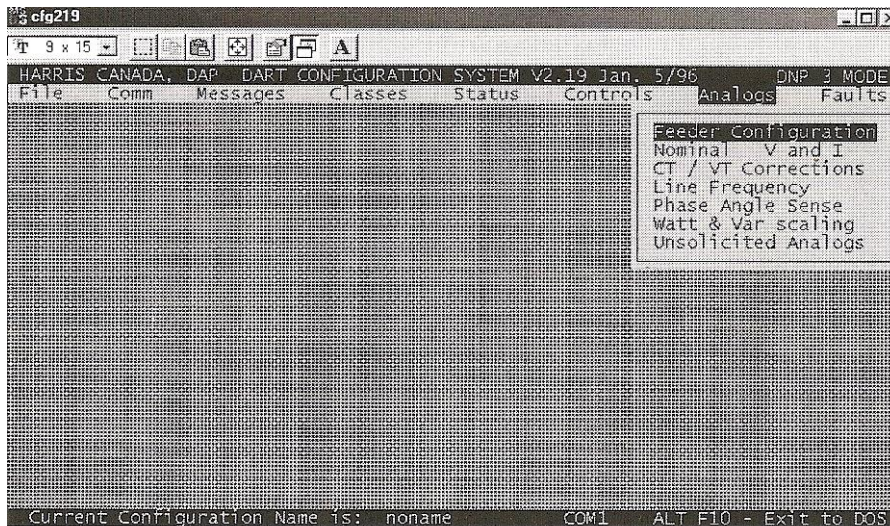 cfg219
9 x 15
A
HARRIS CANADA, DAP DART CONFIGURATION SYSTEM V2.19 Jan. 5/96 DNP 3 MODE
File Comm Messages Classes Status Controls Analogs Faults
Feeder Configuration
Nominal V and I
CT / VT Corrections
Line Frequency
Phase Angle Sense
Watt & Var scaling
Unsolicited Analogs
Current Configuration Name is: noname COM1 ALT F10 - Exit to DOS